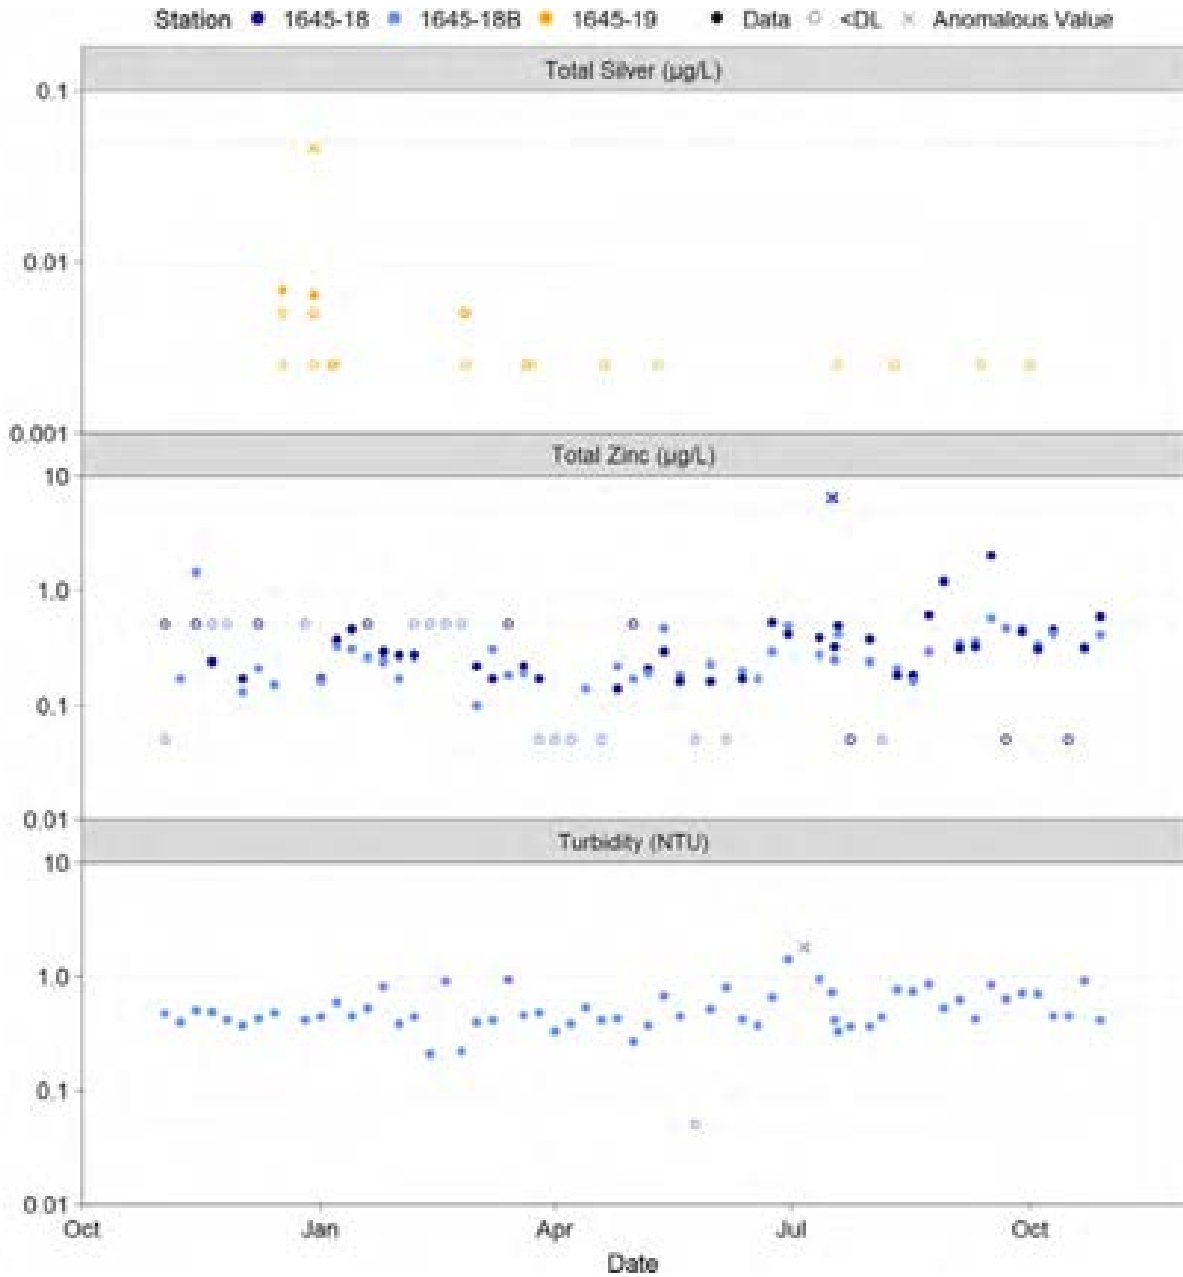 Station 1645-18 1645-18B 1645-19 Data <DL Anomalous Value
Total Silver (µg/L)
0.1
0.01
0.001
Total Zinc (µg/L)
10
1.0
0.1
0.01
Turbidity (NTU)
10
1.0
0.1
0.01
Oct Jan Apr Jul Oct
Date